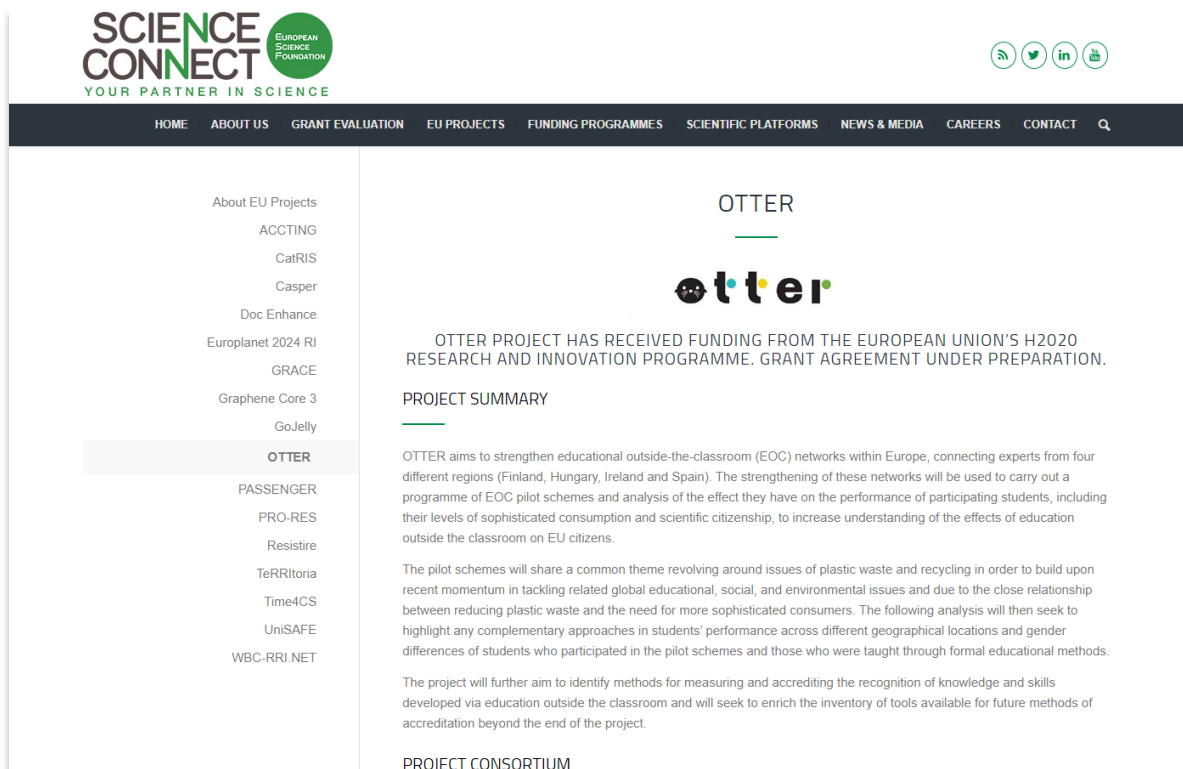 SCIENCE
CONNECT
EUROPEAN
SCIENCE
FOUNDATION
YOUR PARTNER IN SCIENCE
in
You
Tube
HOME ABOUT US GRANT EVALUATION EU PROJECTS FUNDING PROGRAMMES SCIENTIFIC PLATFORMS NEWS & MEDIA CAREERS CONTACT
About EU Projects
ACCTING
CatRIS
Casper
Doc Enhance
Europlanet 2024 RI
GRACE
Graphene Core 3
GoJelly
OTTER
PASSENGER
PRO-RES
Resistire
TeRRItoria
Time4CS
UniSAFE
WBC-RRI.NET
OTTER
otter
OTTER PROJECT HAS RECEIVED FUNDING FROM THE EUROPEAN UNION'S H2020
RESEARCH AND INNOVATION PROGRAMME. GRANT AGREEMENT UNDER PREPARATION.
PROJECT SUMMARY
OTTER aims to strengthen educational outside-the-classroom (EOC) networks within Europe, connecting experts from four
different regions (Finland, Hungary, Ireland and Spain). The strengthening of these networks will be used to carry out a
programme of EOC pilot schemes and analysis of the effect they have on the performance of participating students, including
their levels of sophisticated consumption and scientific citizenship, to increase understanding of the effects of education
outside the classroom on EU citizens.
The pilot schemes will share a common theme revolving around issues of plastic waste and recycling in order to build upon
recent momentum in tackling related global educational, social, and environmental issues and due to the close relationship
between reducing plastic waste and the need for more sophisticated consumers. The following analysis will then seek to
highlight any complementary approaches in students' performance across different geographical locations and gender
differences of students who participated in the pilot schemes and those who were taught through formal educational methods.
The project will further aim to identify methods for measuring and accrediting the recognition of knowledge and skills
developed via education outside the classroom and will seek to enrich the inventory of tools available for future methods of
accreditation beyond the end of the project.
PROJECT CONSORTIUM